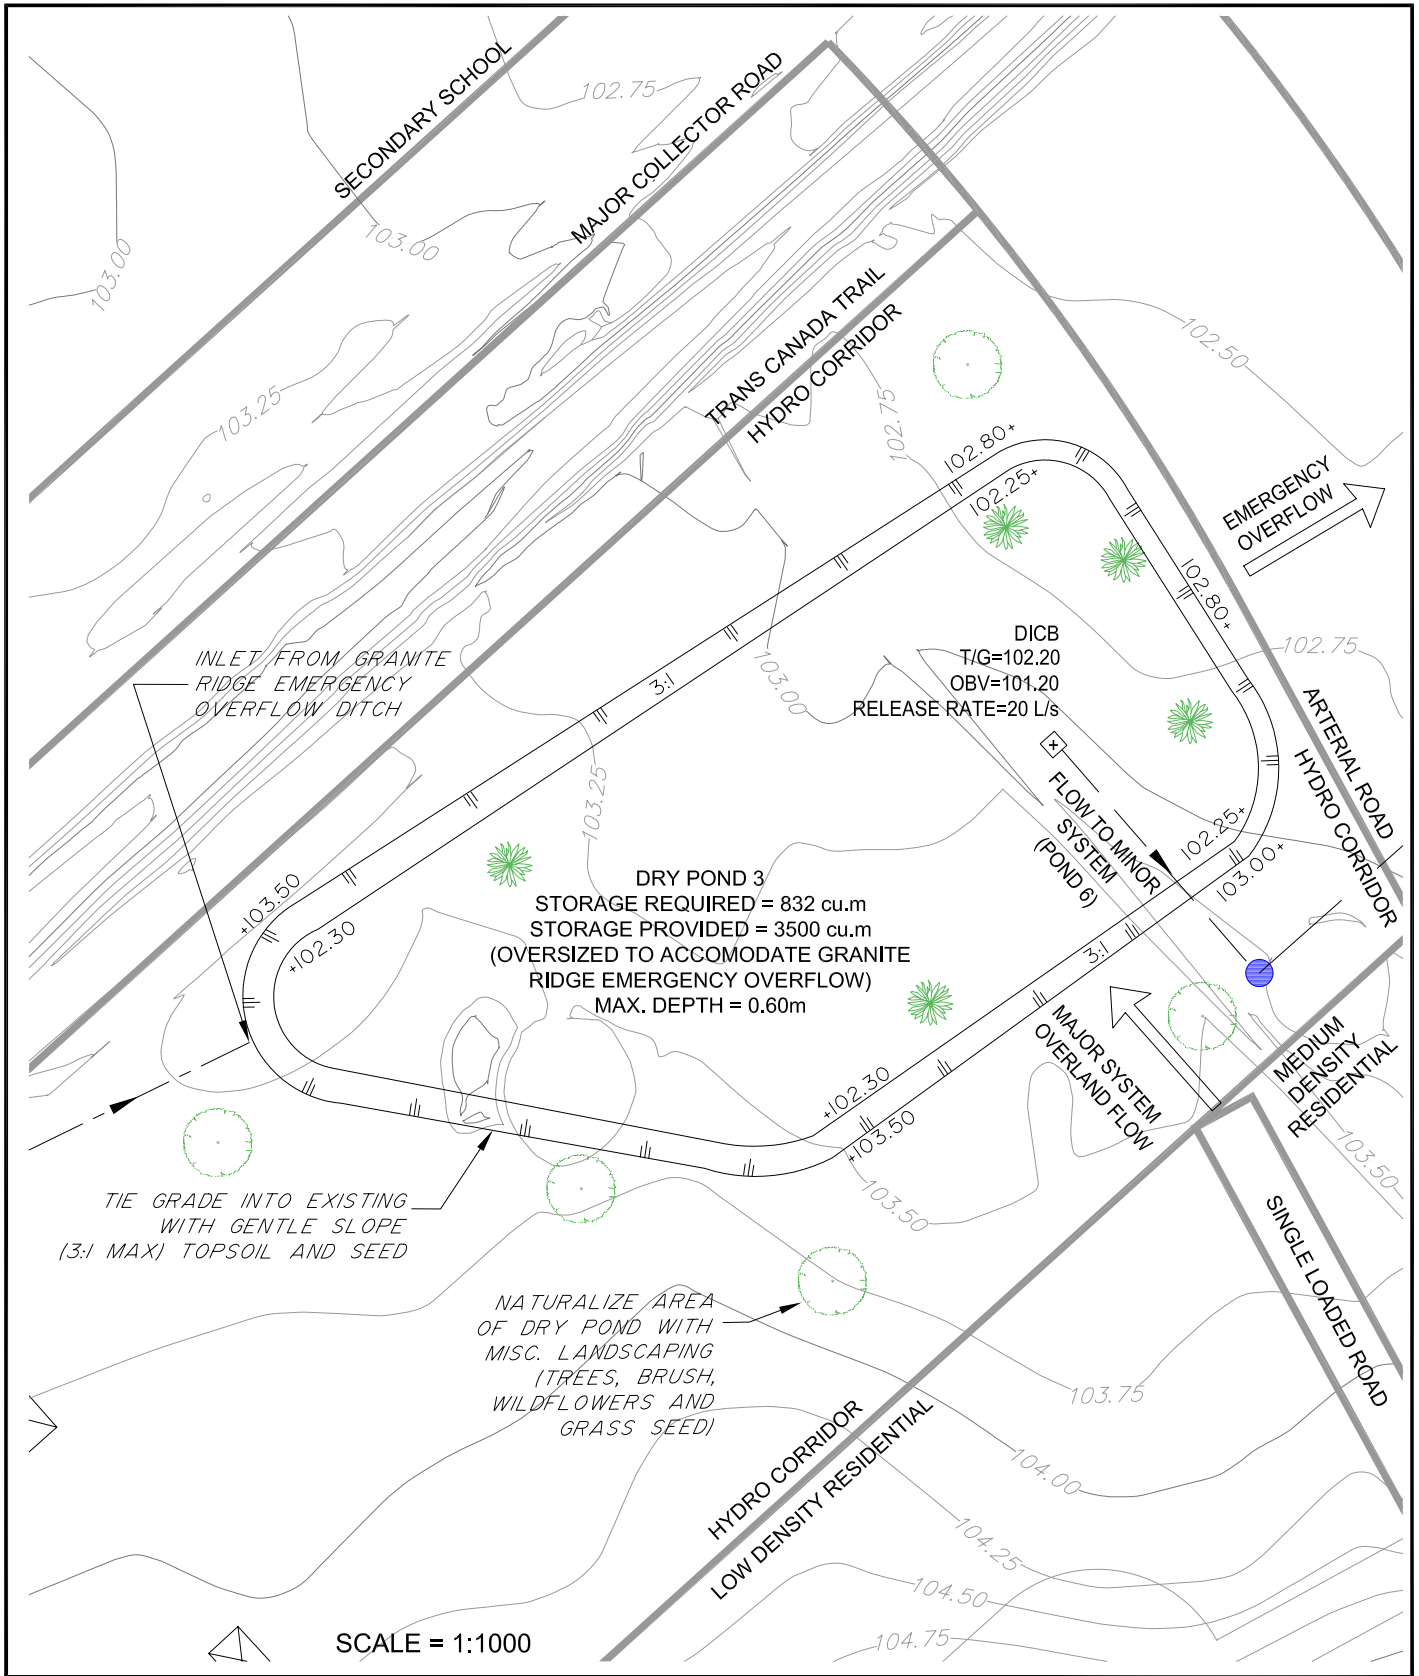 SECONDARY SCHOOL
MAJOR COLLECTOR ROAD
102.75
103.00
103.00
103.25
TRANS CANADA TRAIL
HYDRO CORRIDOR
102.50
102.75
102.80+
102.25+
EMERGENCY
OVERFLOW
102.80+
102.75
INLET FROM GRANITE
RIDGE EMERGENCY
OVERFLOW DITCH
3:1
103.00
DICB
T/G=102.20
OBV=101.20
RELEASE RATE=20 L/s
ARTERIAL ROAD
HYDRO CORRIDOR
103.25
FLOW TO MINOR
SYSTEM
(POND 6)
102.25+
103.00+
+103.50
+102.30
DRY POND 3
STORAGE REQUIRED = 832 cu.m
STORAGE PROVIDED = 3500 cu.m
(OVERSIZED TO ACCOMODATE GRANITE
RIDGE EMERGENCY OVERFLOW)
MAX. DEPTH = 0.60m
3:1
MAJOR SYSTEM
OVERLAND FLOW
MEDIUM
DENSITY
RESIDENTIAL
+102.30
+103.50
103.50
103.50
TIE GRADE INTO EXISTING
WITH GENTLE SLOPE
(3:1 MAX) TOPSOIL AND SEED
SINGLE LOADED ROAD
NATURALIZE AREA
OF DRY POND WITH
MISC. LANDSCAPING
(TREES, BRUSH,
WILDFLOWERS AND
GRASS SEED)
103.75
HYDRO CORRIDOR
LOW DENSITY RESIDENTIAL
104.00
104.25
104.50
104.75
SCALE = 1:1000